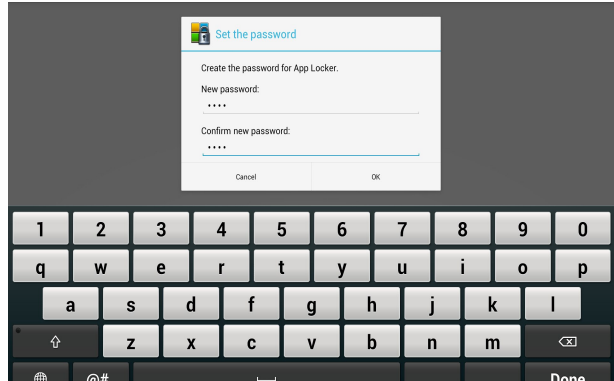 Set the password
Create the password for App Locker.
New password:
••••
Confirm new password:
••••
Cancel OK
1 2 3 4 5 6 7 8 9 0
q w e r t y u i o p
a s d f g h j k l
z x c v b n m
@# Done